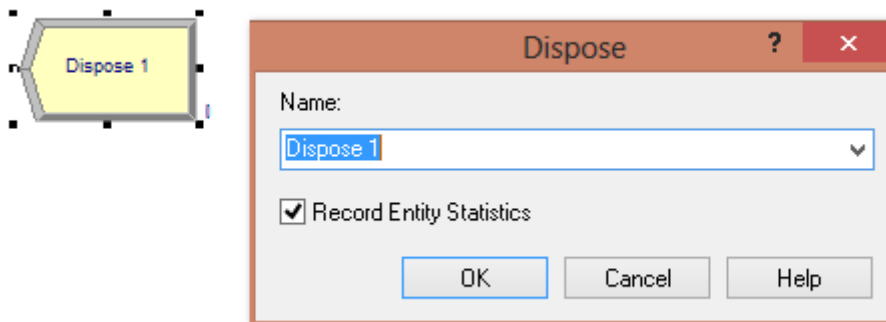 Dispose 1
Dispose ?
Name:
Dispose 1
Record Entity Statistics
OK Cancel Help